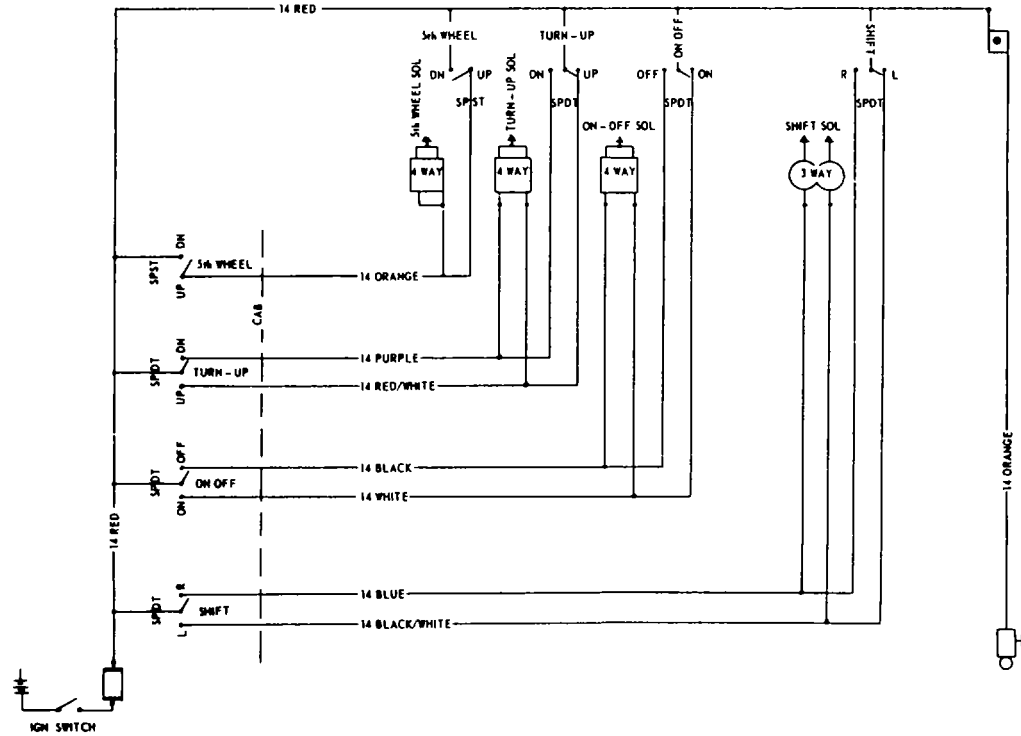 14 RED
5th WHEEL
TURN-UP
ON OFF
SHIFT
DN
UP
SPST
DN
UP
SPDT
OFF
ON
SPDT
R
L
SPDT
5th WHEEL SOL
TURN-UP SOL
ON-OFF SOL
SHIFT SOL
4 WAY
4 WAY
4 WAY
3 WAY
SPST
DN
5th WHEEL
UP
14 ORANGE
CAB
SPDT
DN
TURN-UP
UP
14 PURPLE
14 RED/WHITE
SPDT
OFF
ON OFF
ON
14 BLACK
14 WHITE
14 ORANGE
14 RED
SPDT
R
SHIFT
L
14 BLUE
14 BLACK/WHITE
IGN SWITCH